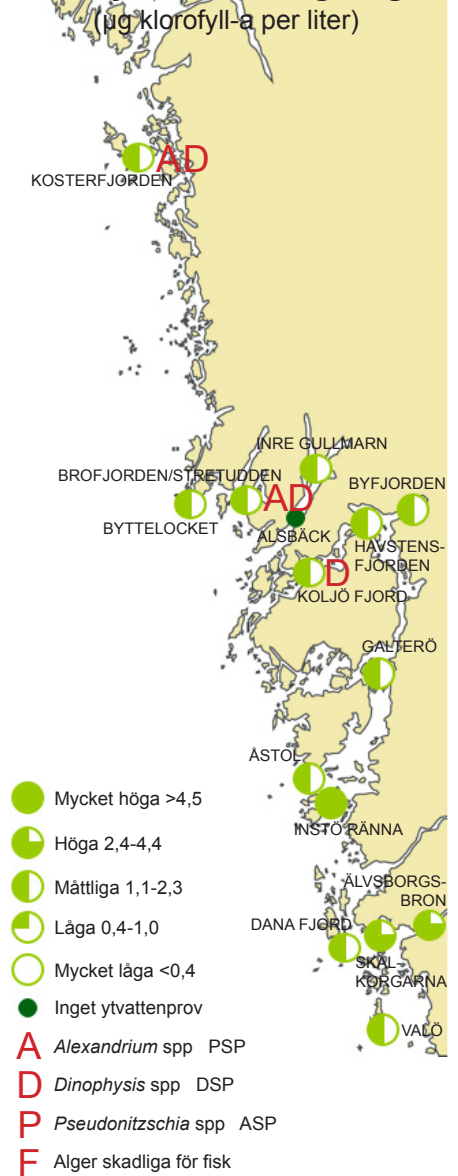 (µg klorofyll-a per liter)
AD
KOSTERFJORDEN
INRE GULLMARN
BROFJORDEN/STRETUDDEN
BYFJORDEN
AD
BYTTELOCKET
ALSBÄCK
HAVSTENS-
FJORDEN
D
KOLJÖ FJORD
GALTERÖ
ÅSTOL
INSTÖ RÄNNA
ÄLVSBORGS-
BRON
DANA FJORD
SKAL-
KORGARNA
VALÖ
Mycket höga >4,5
Höga 2,4-4,4
Måttliga 1,1-2,3
Låga 0,4-1,0
Mycket låga <0,4
Inget ytvattenprov
A Alexandrium spp PSP
D Dinophysis spp DSP
P Pseudonitzschia spp ASP
F Alger skadliga för fisk